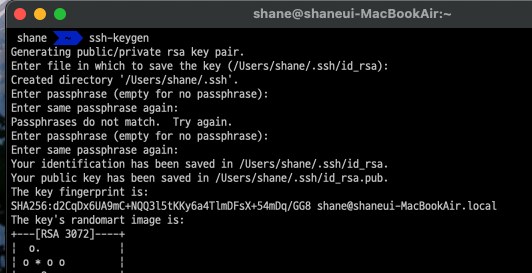 shane@shaneui-MacBookAir:~
shane ~ ssh-keygen
Generating public/private rsa key pair.
Enter file in which to save the key (/Users/shane/.ssh/id_rsa):
Created directory '/Users/shane/.ssh'.
Enter passphrase (empty for no passphrase):
Enter same passphrase again:
Passphrases do not match.  Try again.
Enter passphrase (empty for no passphrase):
Enter same passphrase again:
Your identification has been saved in /Users/shane/.ssh/id_rsa.
Your public key has been saved in /Users/shane/.ssh/id_rsa.pub.
The key fingerprint is:
SHA256:d2CqDx6UA9mC+NQQ3l5tKKy6a4TlmDFsX+54mDq/GG8 shane@shaneui-MacBookAir.local
The key's randomart image is:
+---[RSA 3072]----+
|  o.             |
| o * o o         |